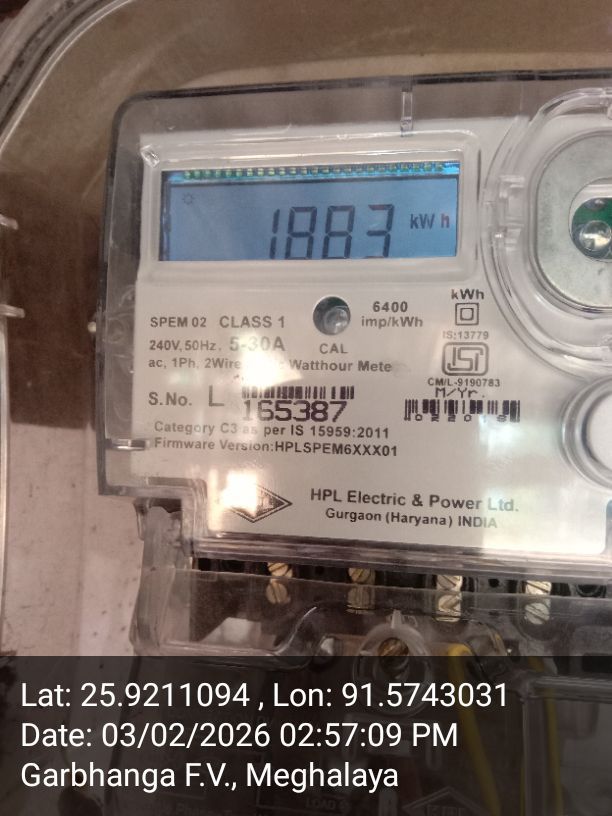 1883 kWh
6400
imp/kWh
kWh
SPEM 02 CLASS 1
240V, 50Hz. 5-30A
CAL
IS:13779
ac, 1Ph, 2Wire Watthour Mete
CM/L-9190783
M/Yr.
S.No. L 165387
Category C3 as per IS 15959:2011
Firmware Version:HPLSPEM6XXX01
HPL Electric & Power Ltd.
Gurgaon (Haryana) INDIA
Lat: 25.9211094 , Lon: 91.5743031
Date: 03/02/2026 02:57:09 PM
Garbhanga F.V., Meghalaya